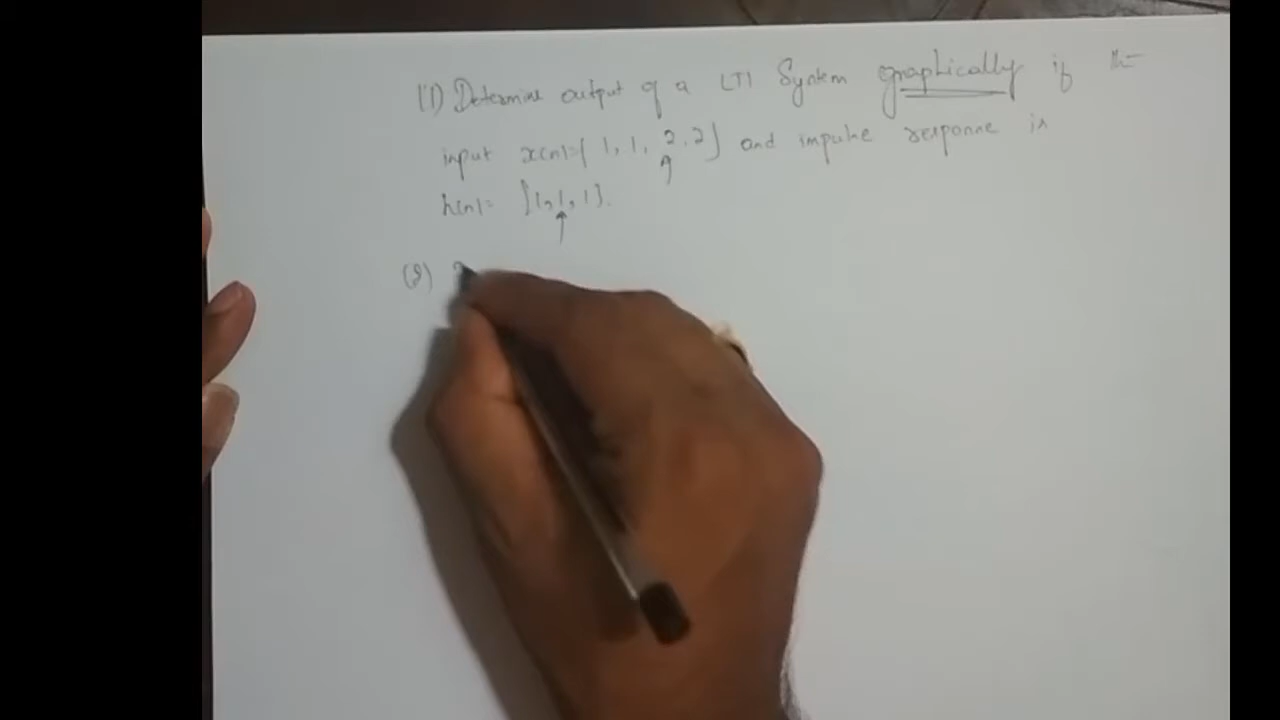 (1) Determine output of a LTI System graphically if the
input x(n)={ 1, 1, 2, 2} and impulse response is
↑
h(n)= {1, 1, 1}.
↑
(2)